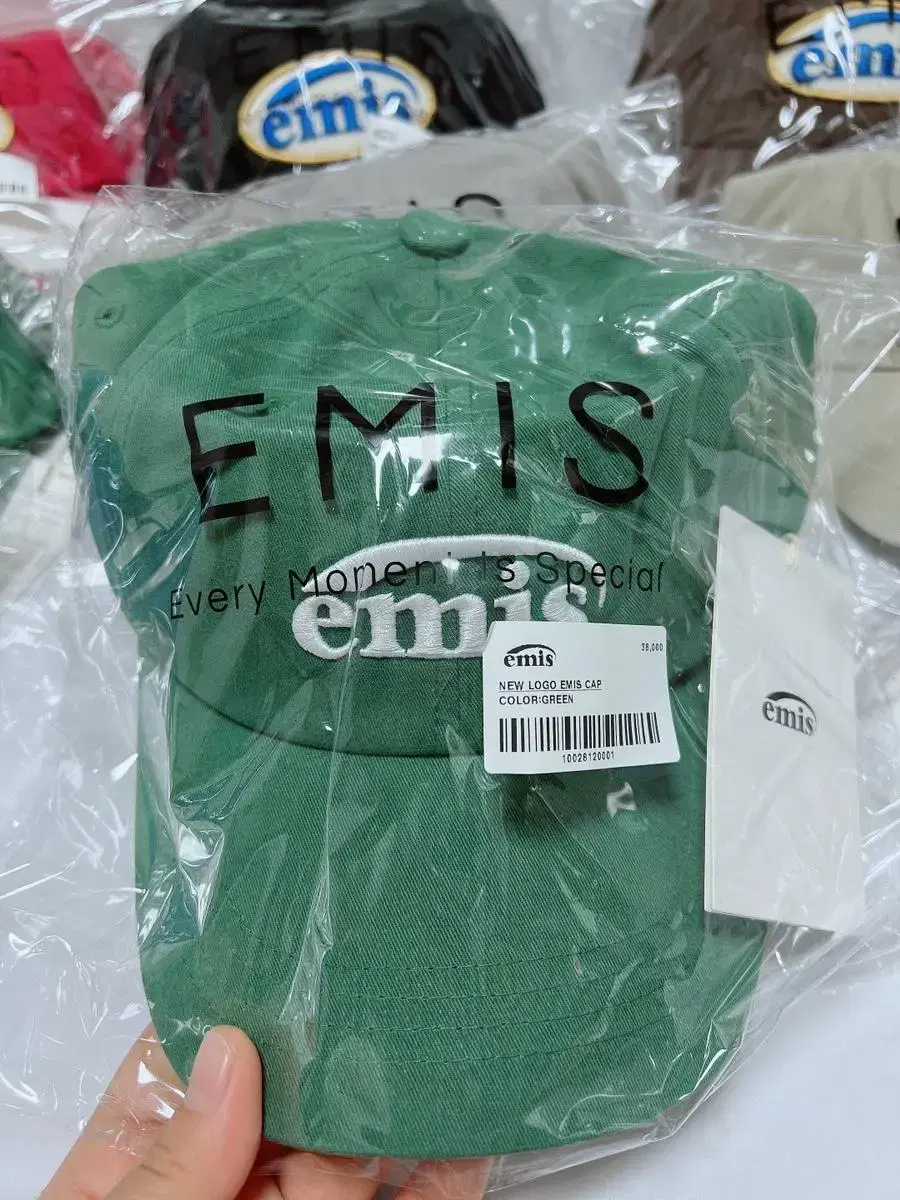 EMIS
emis
emis
EMIS
Every Moment Is Special
emis
emis
38,000
NEW LOGO EMIS CAP
COLOR:GREEN
10028120001
emis